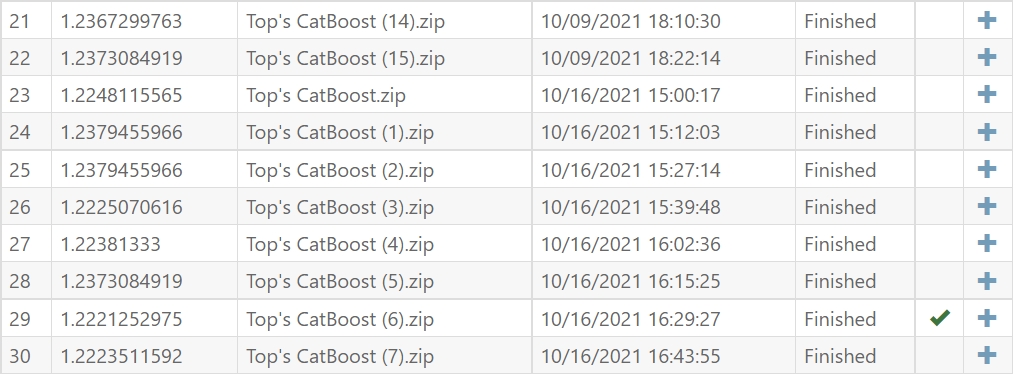 21 1.2367299763 Top's CatBoost (14).zip 10/09/2021 18:10:30 Finished
22 1.2373084919 Top's CatBoost (15).zip 10/09/2021 18:22:14 Finished
23 1.2248115565 Top's CatBoost.zip 10/16/2021 15:00:17 Finished
24 1.2379455966 Top's CatBoost (1).zip 10/16/2021 15:12:03 Finished
25 1.2379455966 Top's CatBoost (2).zip 10/16/2021 15:27:14 Finished
26 1.2225070616 Top's CatBoost (3).zip 10/16/2021 15:39:48 Finished
27 1.22381333 Top's CatBoost (4).zip 10/16/2021 16:02:36 Finished
28 1.2373084919 Top's CatBoost (5).zip 10/16/2021 16:15:25 Finished
29 1.2221252975 Top's CatBoost (6).zip 10/16/2021 16:29:27 Finished
30 1.2223511592 Top's CatBoost (7).zip 10/16/2021 16:43:55 Finished